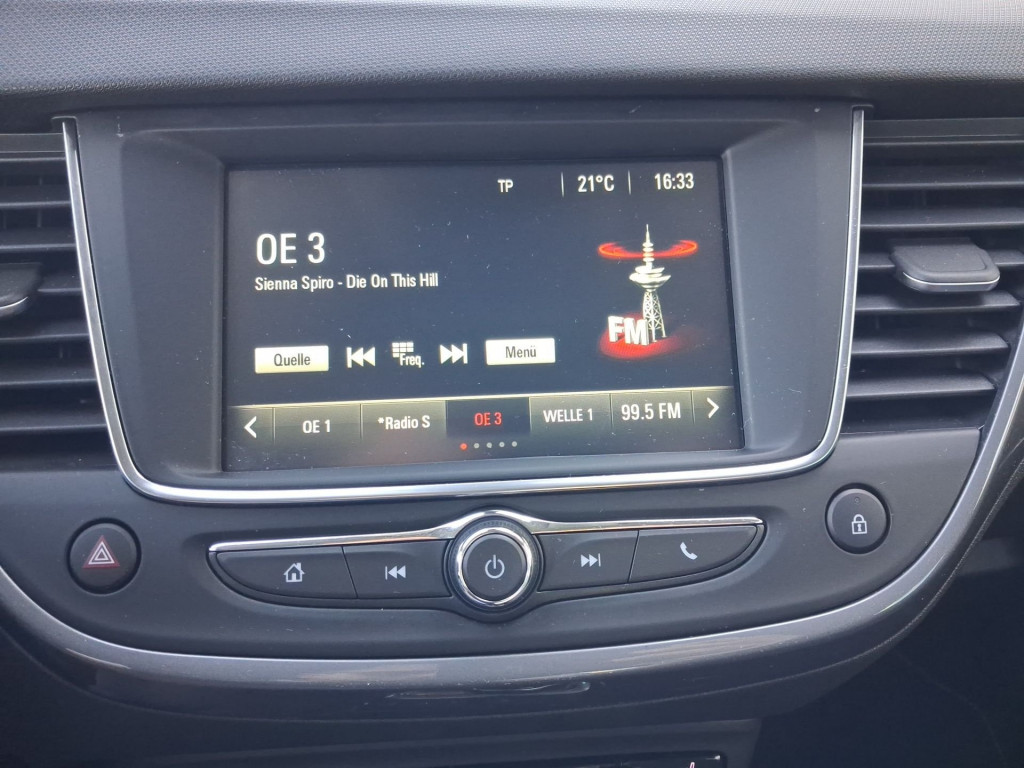 TP 21°C 16:33
OE 3
Sienna Spiro - Die On This Hill
FM
Quelle Freq. Menü
OE 1 *Radio S OE 3 WELLE 1 99.5 FM